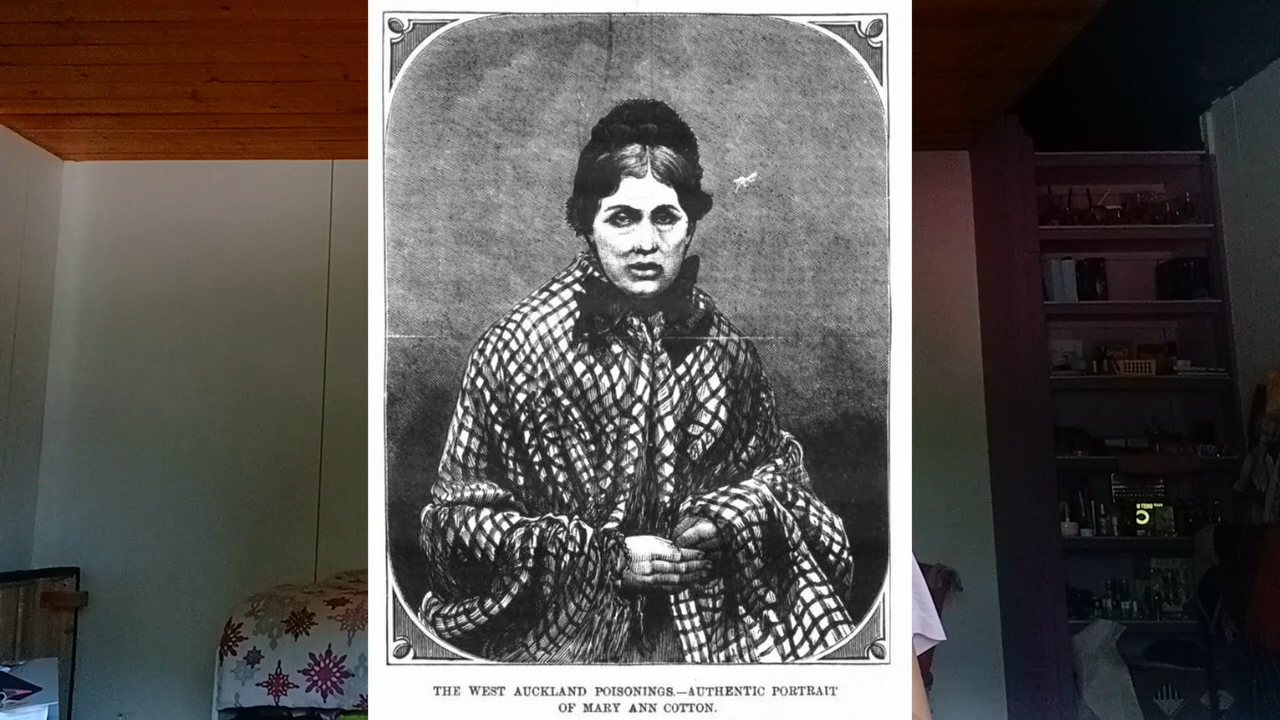 THE WEST AUCKLAND POISONINGS.—AUTHENTIC PORTRAIT
OF MARY ANN COTTON.